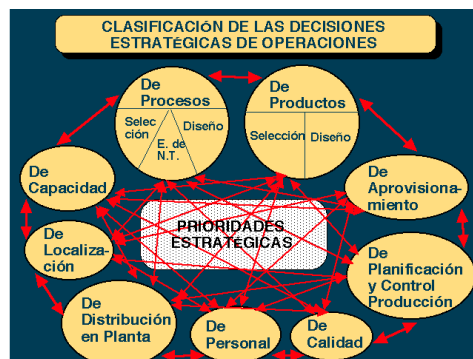 CLASIFICACIÓN DE LAS DECISIONES
ESTRATÉGICAS DE OPERACIONES
De
Procesos
Selec
ción
E. de
N.T.
Diseño
De
Productos
Selección
Diseño
De
Capacidad
De
Aprovisiona-
miento
PRIORIDADES
ESTRATÉGICAS
De
Localiza-
ción
De
Planificación
y Control
Producción
De
Distribución
en Planta
De
Personal
De
Calidad